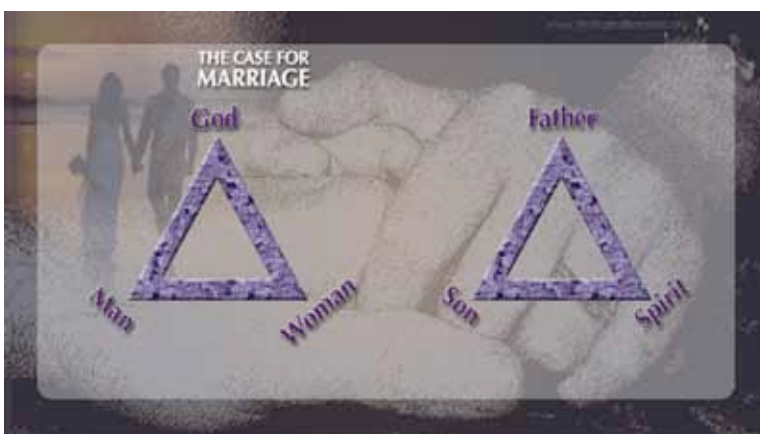 THE CASE FOR
MARRIAGE
God
Father
Man
Woman
Son
Spirit